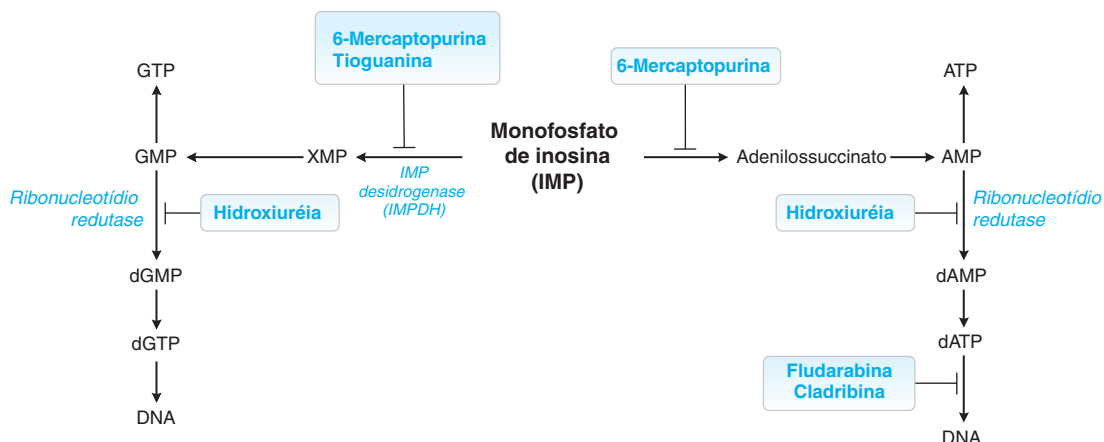 6-Mercaptopurina
Tioguanina
6-Mercaptopurina
GTP
ATP
Monofosfato
de inosina
(IMP)
GMP
XMP
Adenilossuccinato
AMP
IMP
desidrogenase
(IMPDH)
Ribonucleotídio
redutase
Hidroxiuréia
Hidroxiuréia
Ribonucleotídio
redutase
dGMP
dAMP
dGTP
dATP
Fludarabina
Cladribina
DNA
DNA